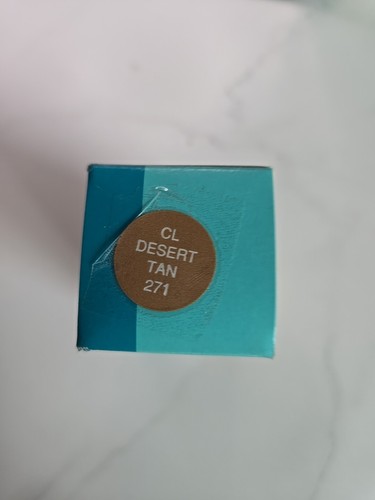 CL
DESERT
TAN
271